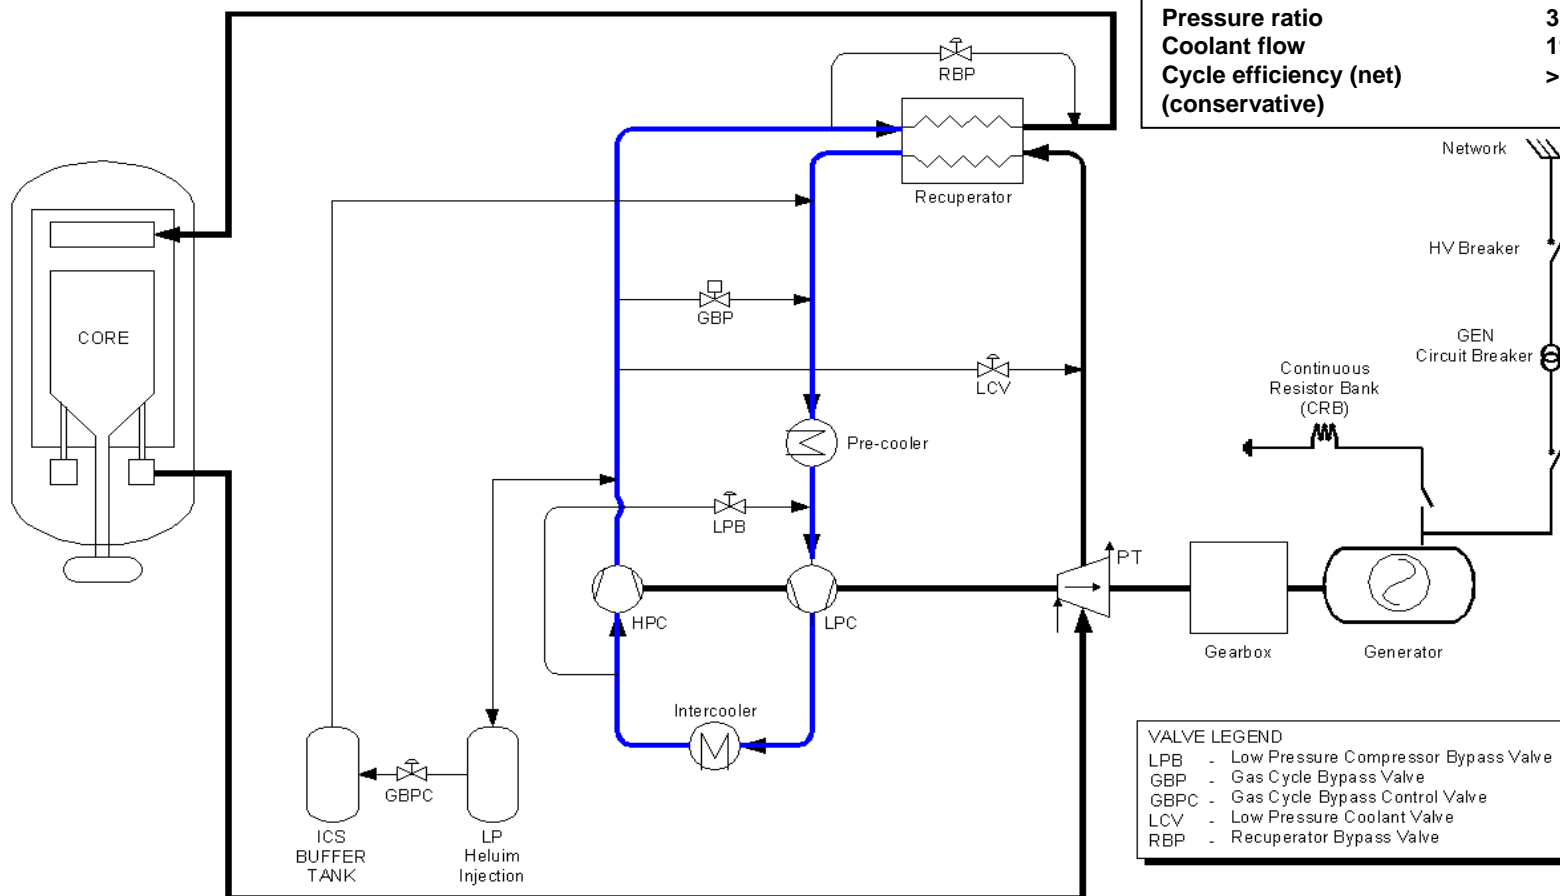 Pressure ratio 3
Coolant flow 1
Cycle efficiency (net) >
(conservative)
RBP
Recuperator
Network
HV Breaker
GEN
Circuit Breaker
Continuous
Resistor Bank
(CRB)
GBP
LCV
CORE
Pre-cooler
LPB
PT
HPC
LPC
Gearbox
Generator
Intercooler
GBPC
ICS
BUFFER
TANK
LP
Heluim
Injection
VALVE LEGEND
LPB - Low Pressure Compressor Bypass Valve
GBP - Gas Cycle Bypass Valve
GBPC - Gas Cycle Bypass Control Valve
LCV - Low Pressure Coolant Valve
RBP - Recuperator Bypass Valve